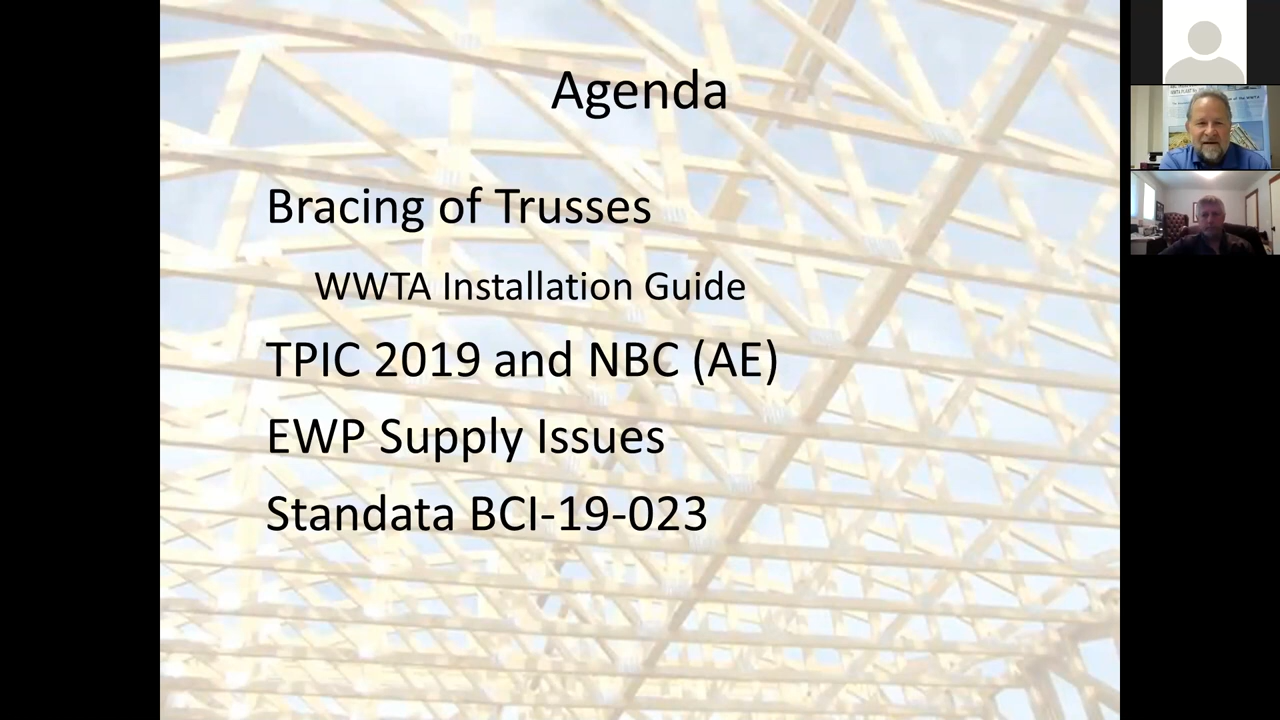 Agenda
Bracing of Trusses
WWTA Installation Guide
TPIC 2019 and NBC (AE)
EWP Supply Issues
Standata BCI-19-023